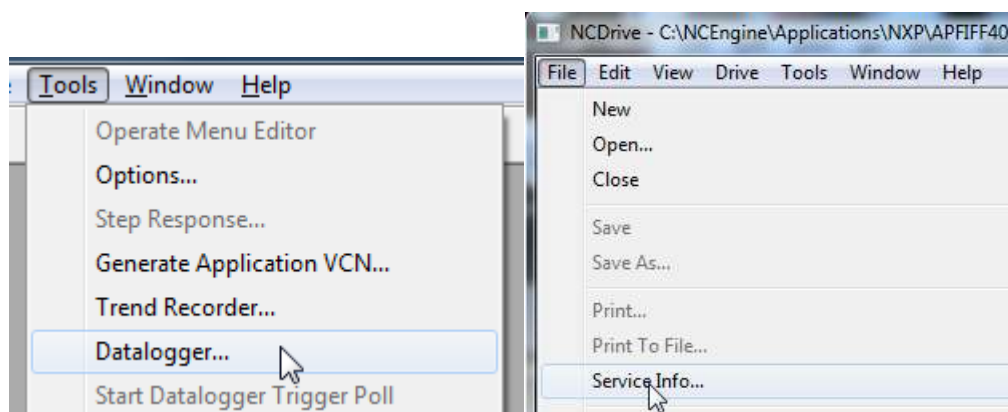 Tools Window Help
Operate Menu Editor
Options...
Step Response...
Generate Application VCN...
Trend Recorder...
Datalogger...
Start Datalogger Trigger Poll
NCDrive - C:\NCEngine\Applications\NXP\APFIFF40
File Edit View Drive Tools Window Help
New
Open...
Close
Save
Save As...
Print...
Print To File...
Service Info...